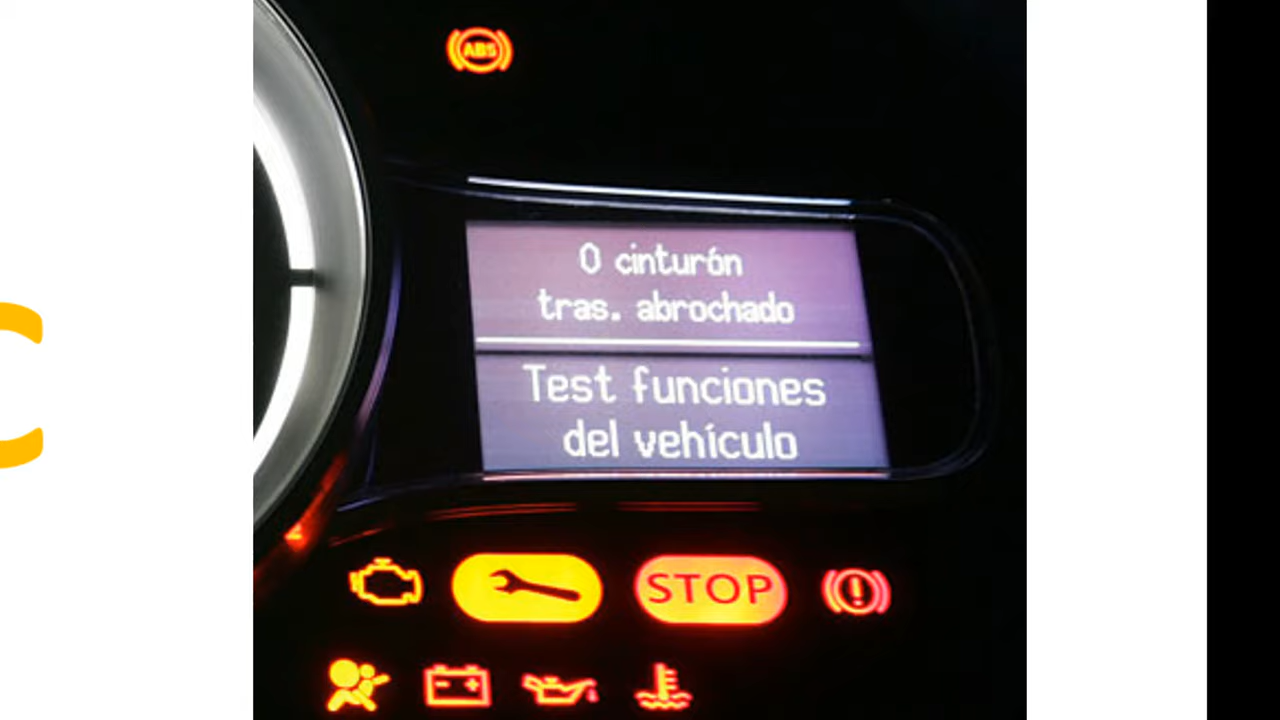 ABS
0 cinturón
tras. abrochado
Test funciones
del vehículo
STOP